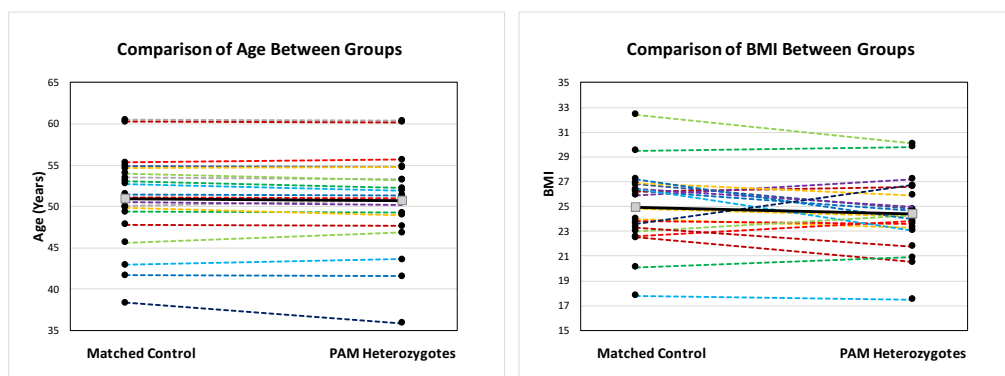 Comparison of Age Between Groups
65
60
55
50
45
40
35
Age (Years)
Matched Control
PAM Heterozygotes
Comparison of BMI Between Groups
35
33
31
29
27
25
23
21
19
17
15
BMI
Matched Control
PAM Heterozygotes